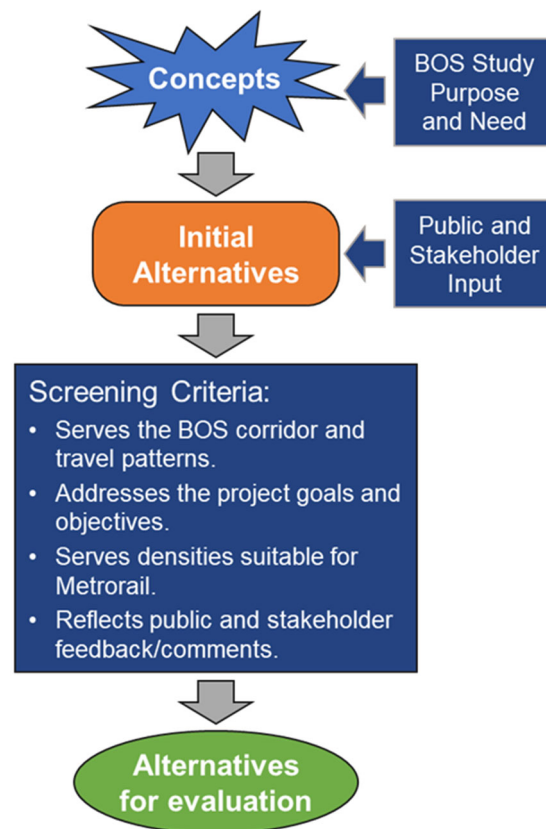 Concepts
BOS Study
Purpose
and Need
Initial
Alternatives
Public and
Stakeholder
Input
Screening Criteria:
• Serves the BOS corridor and
travel patterns.
• Addresses the project goals and
objectives.
• Serves densities suitable for
Metrorail.
• Reflects public and stakeholder
feedback/comments.
Alternatives
for evaluation